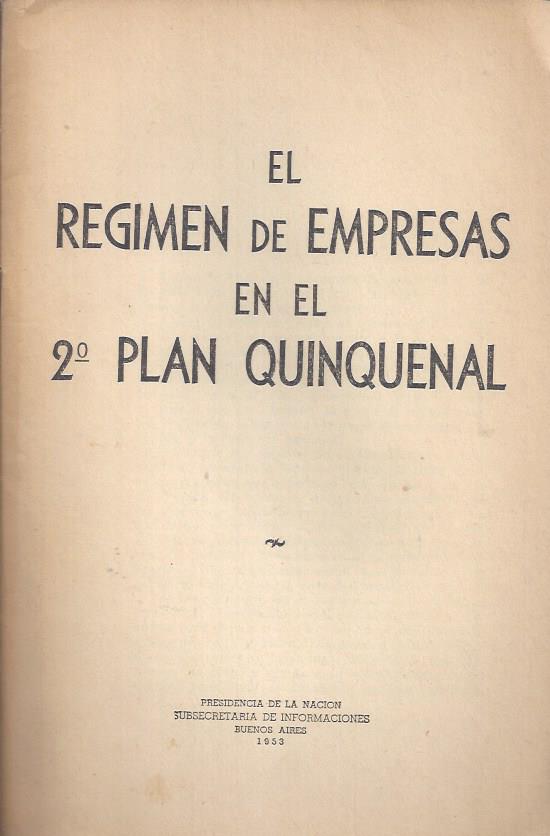 EL
REGIMEN DE EMPRESAS
EN EL
2º PLAN QUINQUENAL
PRESIDENCIA DE LA NACION
SUBSECRETARIA DE INFORMACIONES
BUENOS AIRES
1953